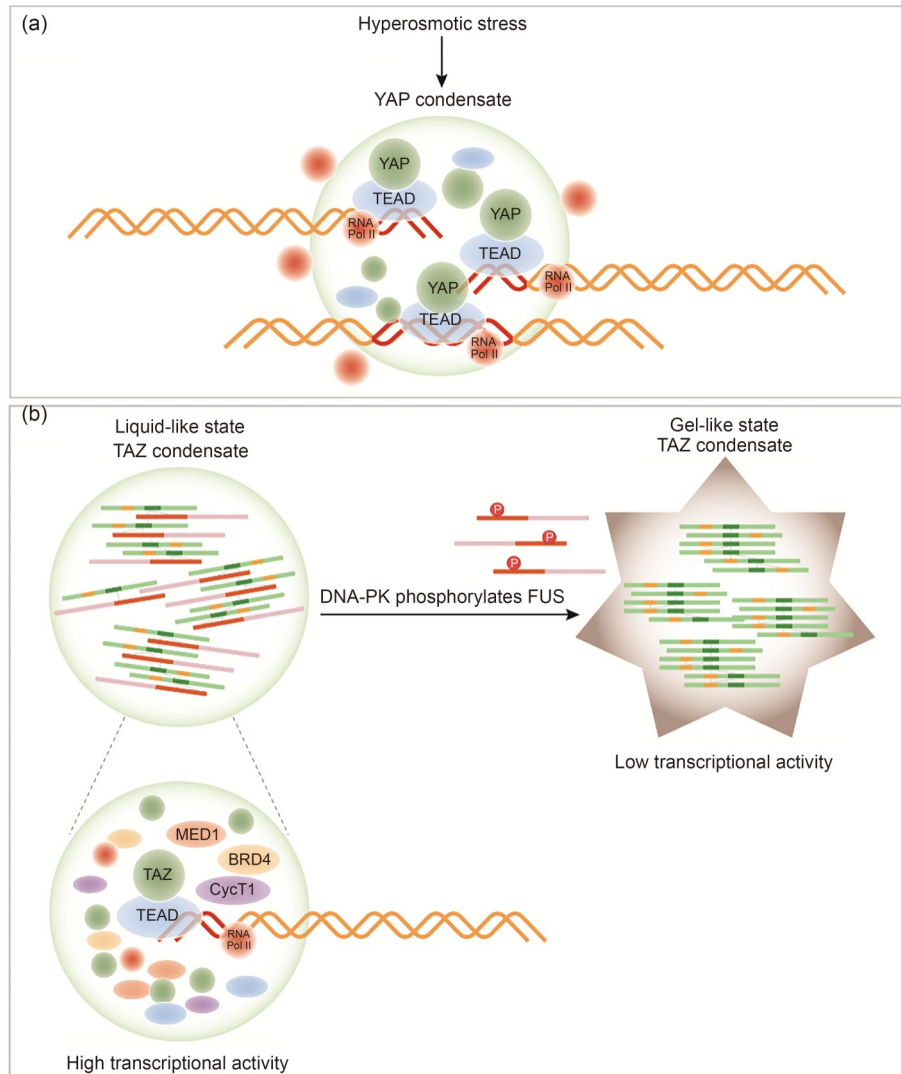 (a)
Hyperosmotic stress
YAP condensate
YAP
TEAD
RNA
Pol II
YAP
TEAD
RNA
Pol II
YAP
TEAD
RNA
Pol II
(b)
Liquid-like state
TAZ condensate
Gel-like state
TAZ condensate
P
P
P
DNA-PK phosphorylates FUS
Low transcriptional activity
MED1
BRD4
TAZ
CycT1
TEAD
RNA
Pol II
High transcriptional activity